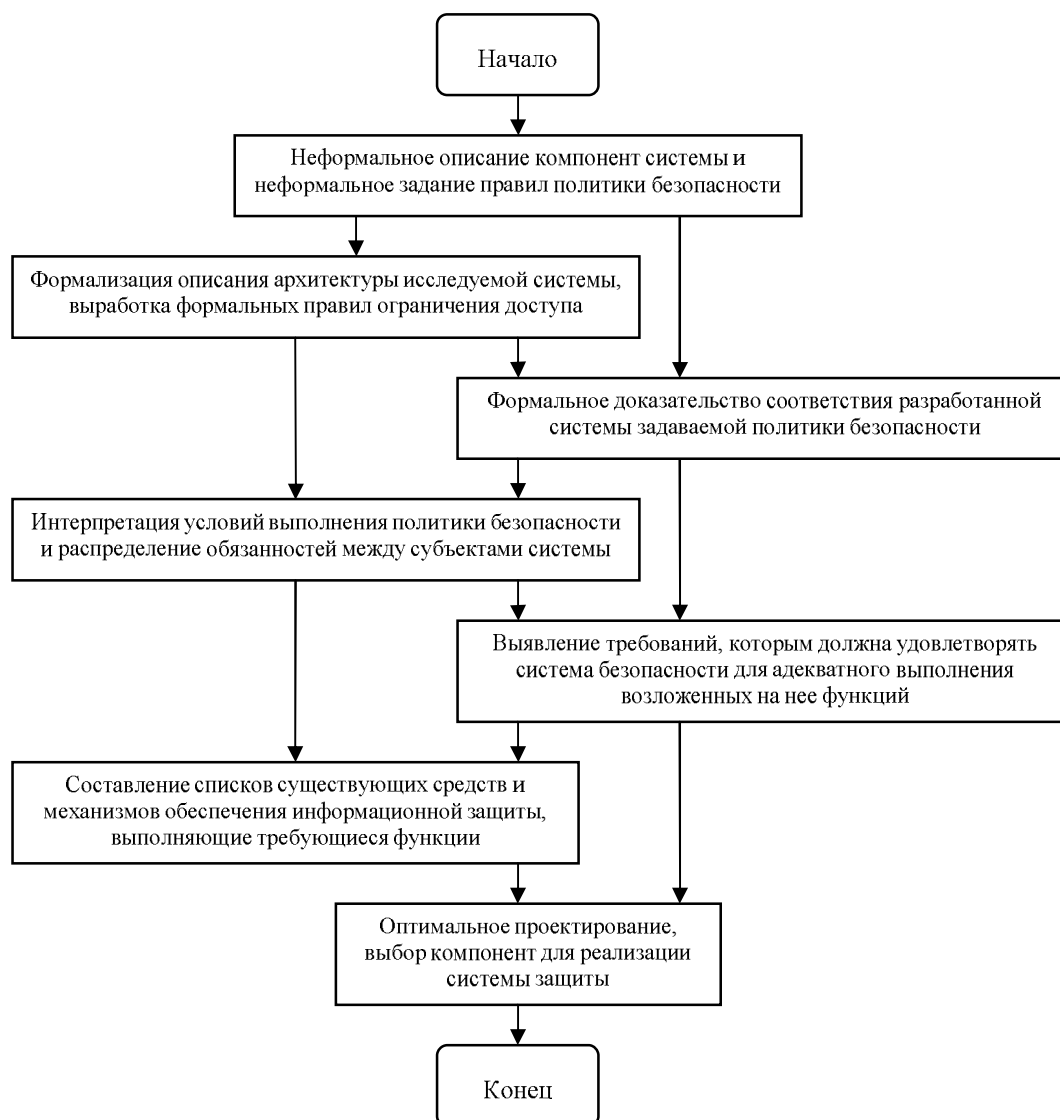 Начало
Неформальное описание компонент системы и
неформальное задание правил политики безопасности
Формализация описания архитектуры исследуемой системы,
выработка формальных правил ограничения доступа
Формальное доказательство соответствия разработанной
системы задаваемой политики безопасности
Интерпретация условий выполнения политики безопасности
и распределение обязанностей между субъектами системы
Выявление требований, которым должна удовлетворять
система безопасности для адекватного выполнения
возложенных на нее функций
Составление списков существующих средств и
механизмов обеспечения информационной защиты,
выполняющие требующиеся функции
Оптимальное проектирование,
выбор компонент для реализации
системы защиты
Конец